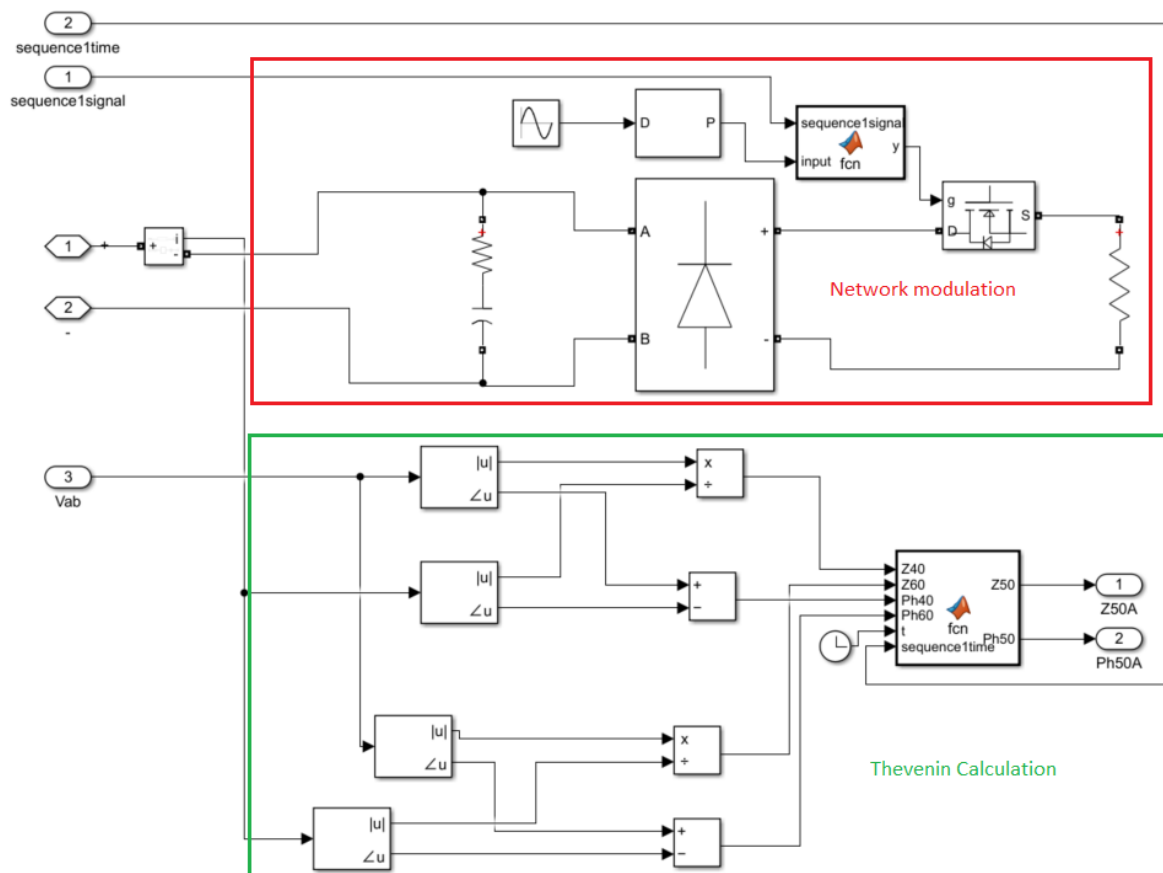 2
sequence1time
1
sequence1signal
D
P
sequence1signal
y
input
fcn
g
D
S
1
+
+
i
-
A
+
Network modulation
2
-
B
-
3
Vab
|u|
∠u
x
÷
|u|
∠u
+
−
Z40
Z60
Z50
Ph40
Ph60
fcn
t
Ph50
sequence1time
1
Z50A
2
Ph50A
|u|
∠u
x
÷
Thevenin Calculation
|u|
∠u
+
−